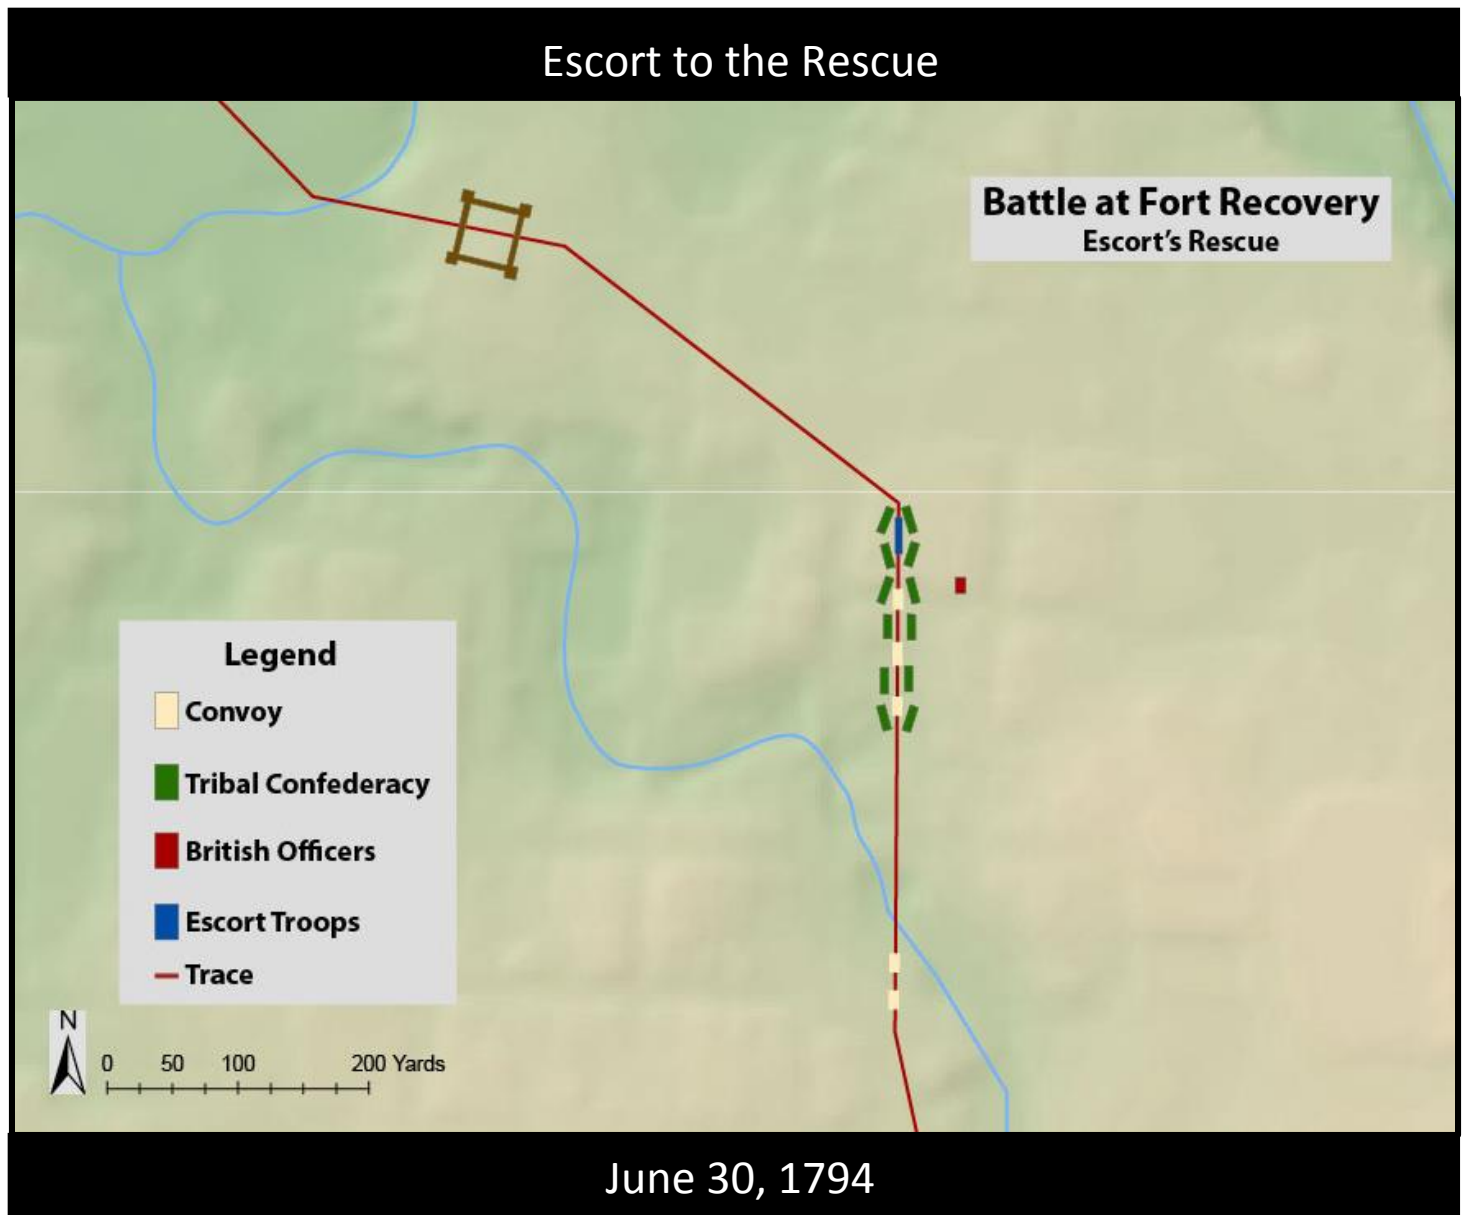 Escort to the Rescue
Battle at Fort Recovery
Escort's Rescue
Legend
Convoy
Tribal Confederacy
British Officers
Escort Troops
Trace
N
0 50 100 200 Yards
June 30, 1794